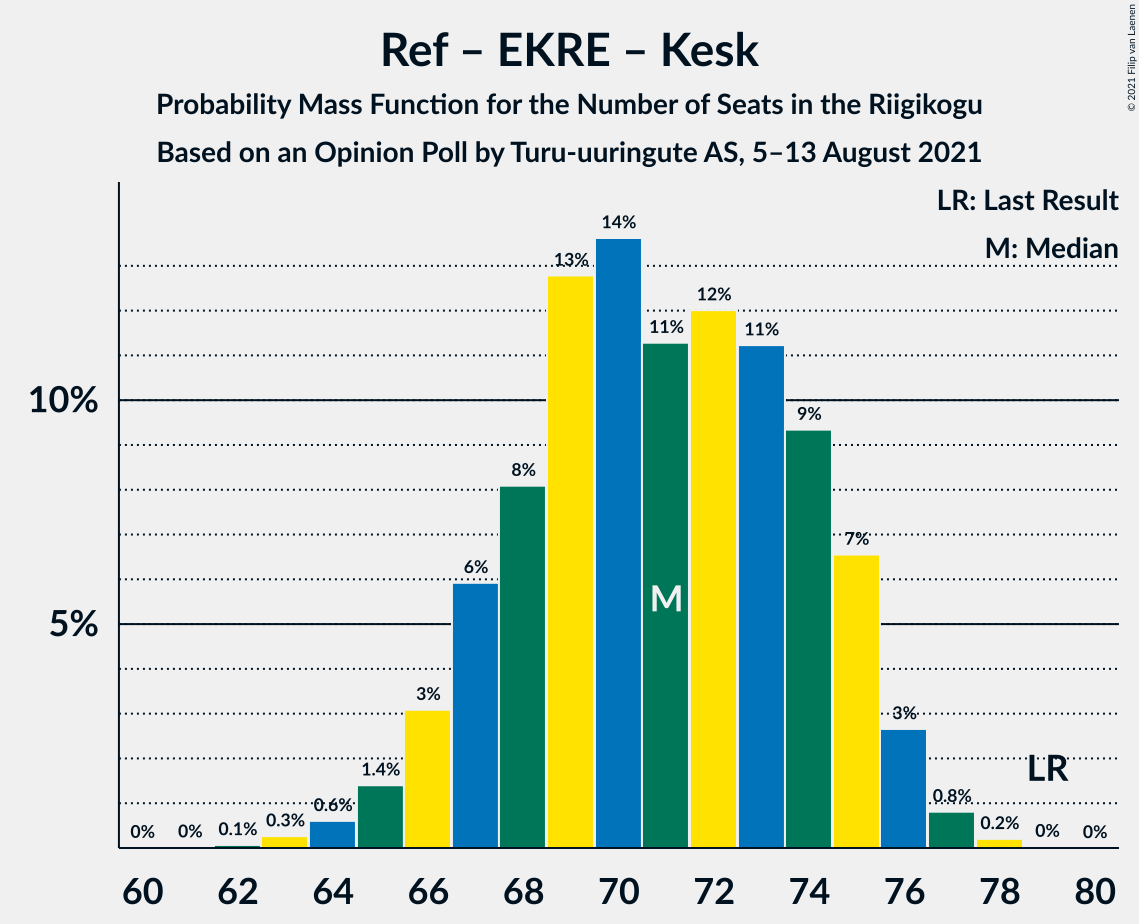 Ref – EKRE – Kesk
Probability Mass Function for the Number of Seats in the Riigikogu
Based on an Opinion Poll by Turu-uuringute AS, 5–13 August 2021
© 2021 Filip van Laenen
LR: Last Result
M: Median
10%
5%
0%
0%
0.1%
0.3%
0.6%
1.4%
3%
6%
8%
13%
14%
11%
12%
11%
9%
7%
3%
0.8%
0.2%
0%
0%
M
LR
60 62 64 66 68 70 72 74 76 78 80